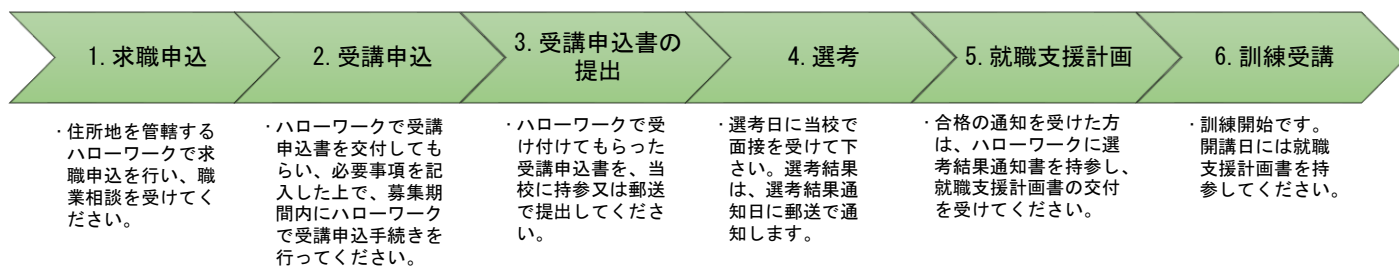 1. 求職申込
2. 受講申込
3. 受講申込書の
提出
4. 選考
5. 就職支援計画
6. 訓練受講
・住所地を管轄する
ハローワークで求
職申込を行い、職
業相談を受けてく
ださい。
・ハローワークで受講
申込書を交付しても
らい、必要事項を記
入した上で、募集期
間内にハローワーク
で受講申込手続きを
行ってください。
・ハローワークで受
け付けてもらった
受講申込書を、当
校に持参又は郵送
で提出してくださ
い。
・選考日に当校で
面接を受けて下
さい。選考結果
は、選考結果通
知日に郵送で通
知します。
・合格の通知を受けた方
は、ハローワークに選
考結果通知書を持参し、
就職支援計画書の交付
を受けてください。
・訓練開始です。
開講日には就職
支援計画書を持
参してください。